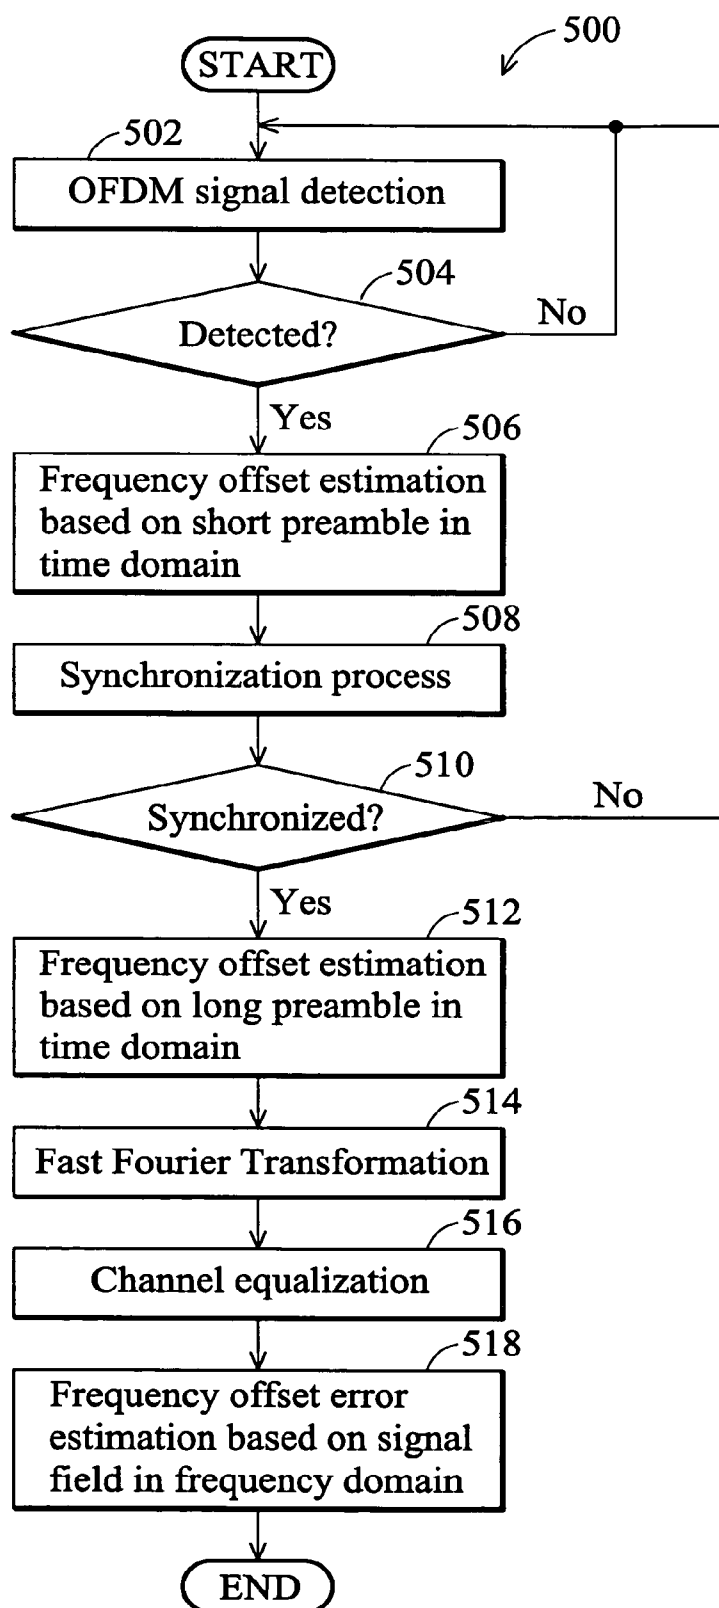 500
START
502
OFDM signal detection
504
Detected?
No
Yes
506
Frequency offset estimation
based on short preamble in
time domain
508
Synchronization process
510
Synchronized?
No
Yes
512
Frequency offset estimation
based on long preamble in
time domain
514
Fast Fourier Transformation
516
Channel equalization
518
Frequency offset error
estimation based on signal
field in frequency domain
END